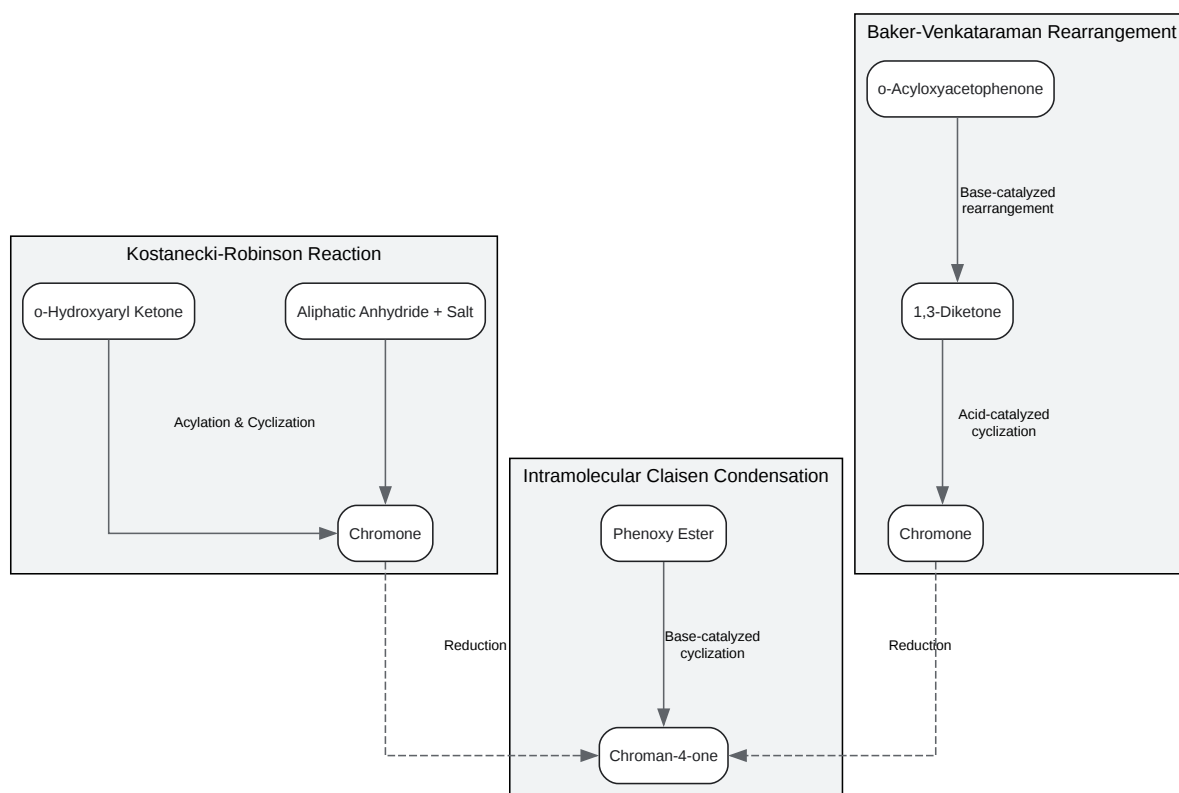 Baker-Venkataraman Rearrangement
o-Acyloxyacetophenone
Base-catalyzed
rearrangement
Kostanecki-Robinson Reaction
o-Hydroxyaryl Ketone
Aliphatic Anhydride + Salt
1,3-Diketone
Acylation & Cyclization
Acid-catalyzed
cyclization
Intramolecular Claisen Condensation
Chromone
Phenoxy Ester
Chromone
Reduction
Base-catalyzed
cyclization
Reduction
Chroman-4-one